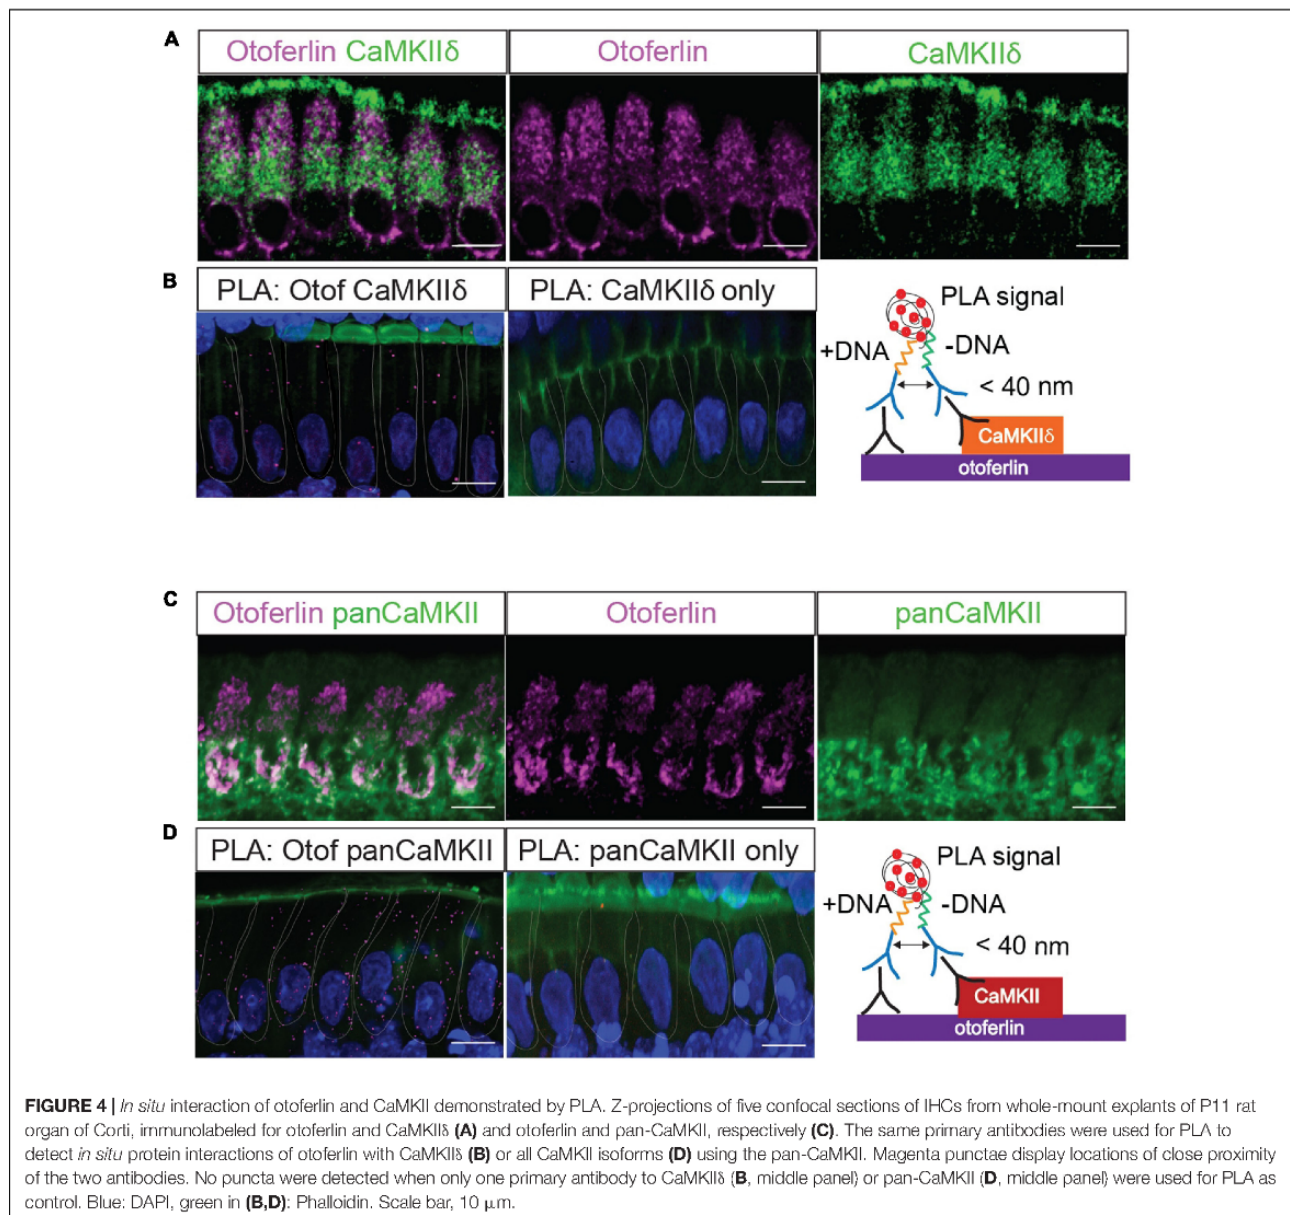 A
Otoferlin CaMKIIδ
Otoferlin
CaMKIIδ
B
PLA: Otof CaMKIIδ
PLA: CaMKIIδ only
PLA signal
+DNA
-DNA
< 40 nm
CaMKIIδ
otoferlin
C
Otoferlin panCaMKII
Otoferlin
panCaMKII
D
PLA: Otof panCaMKII
PLA: panCaMKII only
PLA signal
+DNA
-DNA
< 40 nm
CaMKII
otoferlin
FIGURE 4 | In situ interaction of otoferlin and CaMKII demonstrated by PLA. Z-projections of five confocal sections of IHCs from whole-mount explants of P11 rat
organ of Corti, immunolabeled for otoferlin and CaMKIIδ (A) and otoferlin and pan-CaMKII, respectively (C). The same primary antibodies were used for PLA to
detect in situ protein interactions of otoferlin with CaMKIIδ (B) or all CaMKII isoforms (D) using the pan-CaMKII. Magenta punctae display locations of close proximity
of the two antibodies. No puncta were detected when only one primary antibody to CaMKIIδ (B, middle panel) or pan-CaMKII (D, middle panel) were used for PLA as
control. Blue: DAPI, green in (B,D): Phalloidin. Scale bar, 10 μm.